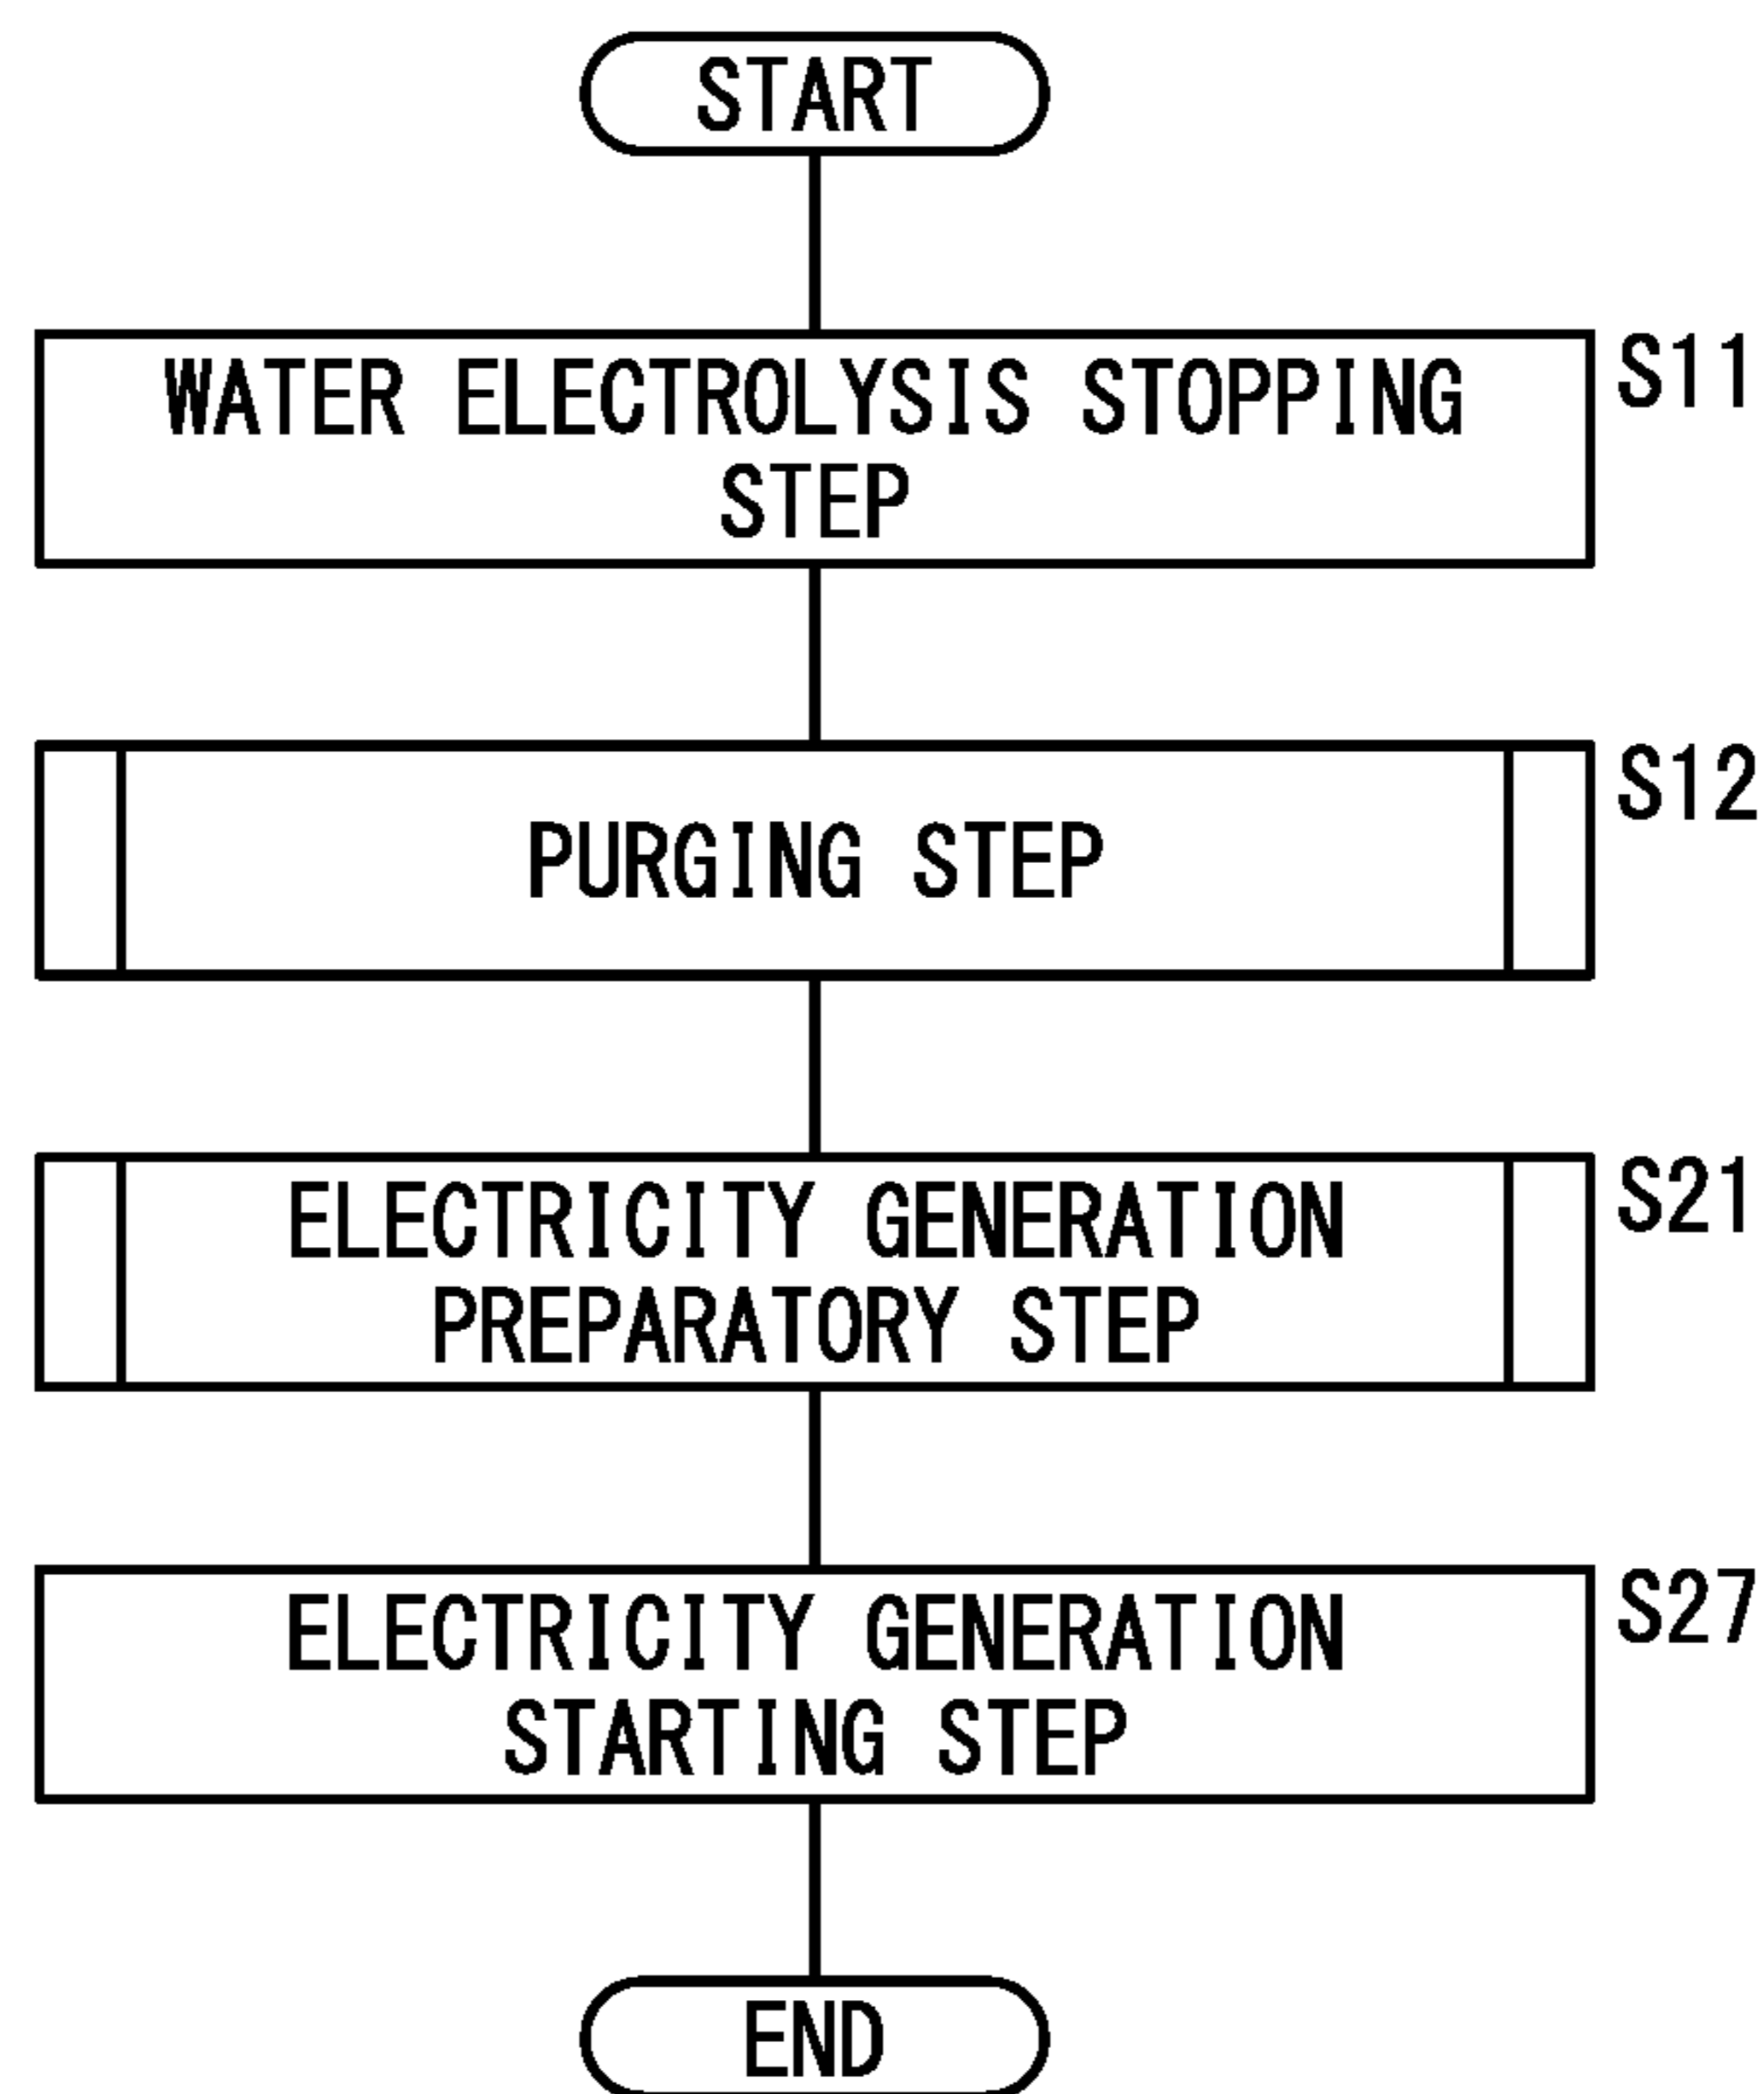 START
WATER ELECTROLYSIS STOPPING
STEP
S11
PURGING STEP
S12
ELECTRICITY GENERATION
PREPARATORY STEP
S21
ELECTRICITY GENERATION
STARTING STEP
S27
END